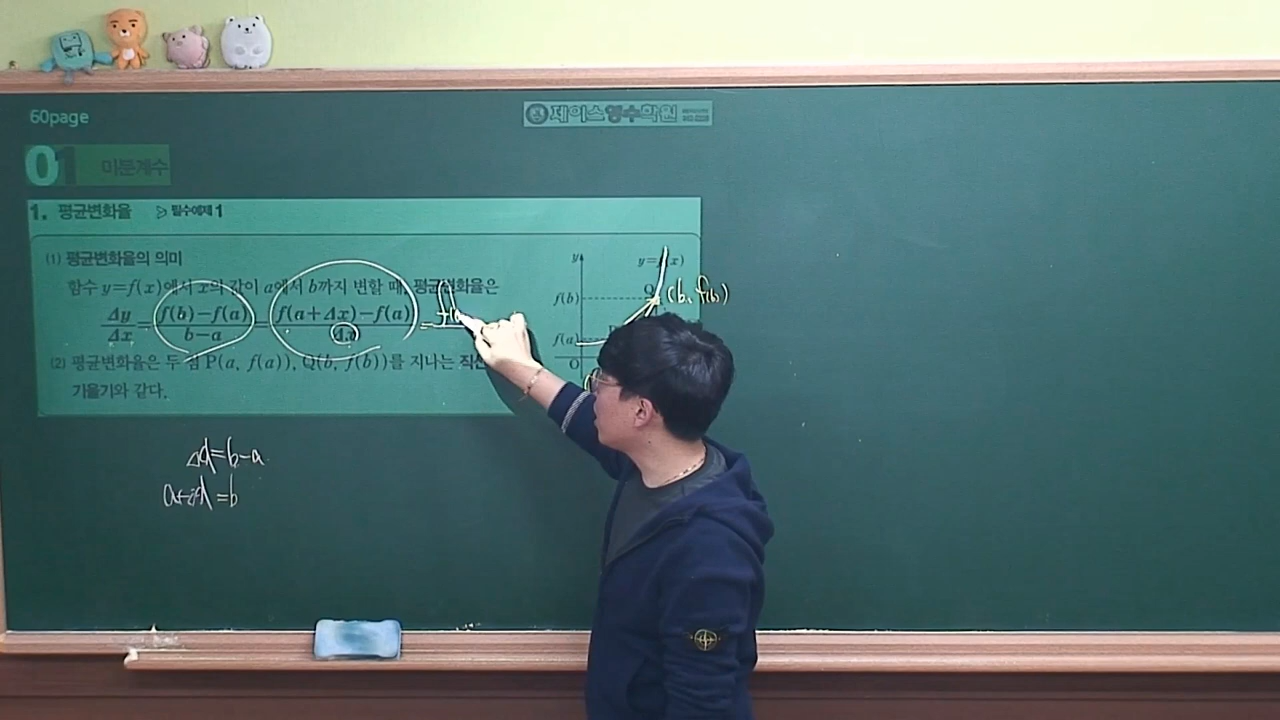 60page
제이스영수학원
01 미분계수
1. 평균변화율 ▷ 필수예제 1
(1) 평균변화율의 의미
함수 y=f(x)에서 x의 값이 a에서 b까지 변할 때, 평균변화율은
Δy/Δx = f(b)-f(a)/b-a = f(a+Δx)-f(a)/Δx = f(a
(2) 평균변화율은 두 점 P(a, f(a)), Q(b, f(b))를 지나는 직선
기울기와 같다.
y
y=f(x)
Q
f(b)
(b, f(b))
f(a)
O
Δx=b-a
a+Δx=b